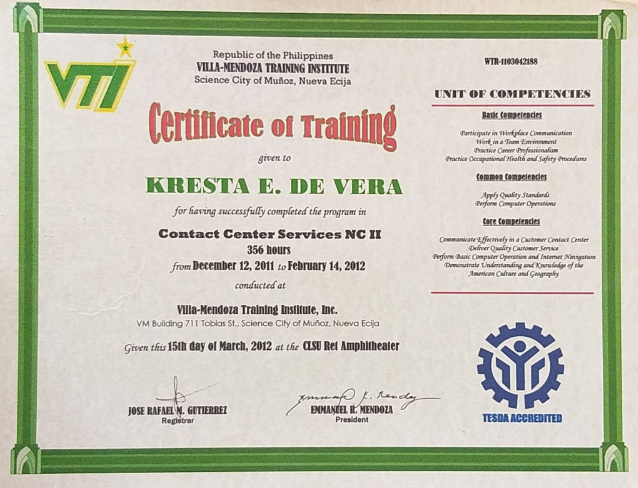 VTI
Republic of the Philippines
VILLA-MENDOZA TRAINING INSTITUTE
Science City of Muñoz, Nueva Ecija
Certificate of Training
given to
KRESTA E. DE VERA
for having successfully completed the program in
Contact Center Services NC II
356 hours
from December 12, 2011 to February 14, 2012
conducted at
Villa-Mendoza Training Institute, Inc.
VM Building 711 Tobias St., Science City of Muñoz, Nueva Ecija
Given this 15th day of March, 2012 at the CLSU Ret Amphitheater
JOSE RAFAEL M. GUTIERREZ
Registrar
Emmanuel R. Mendoza
EMMANUEL R. MENDOZA
President
WTR-1103042188
UNIT OF COMPETENCIES
Basic Competencies
Participate in Workplace Communication
Work in a Team Environment
Practice Career Professionalism
Practice Occupational Health and Safety Procedures
Common Competencies
Apply Quality Standards
Perform Computer Operations
Core Competencies
Communicate Effectively in a Customer Contact Center
Deliver Quality Customer Service
Perform Basic Computer Operation and Internet Navigation
Demonstrate Understanding and Knowledge of the
American Culture and Geography
TESDA ACCREDITED